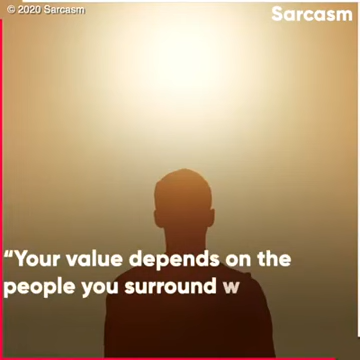 © 2020 Sarcasm
Sarcasm
“Your value depends on the
people you surround w